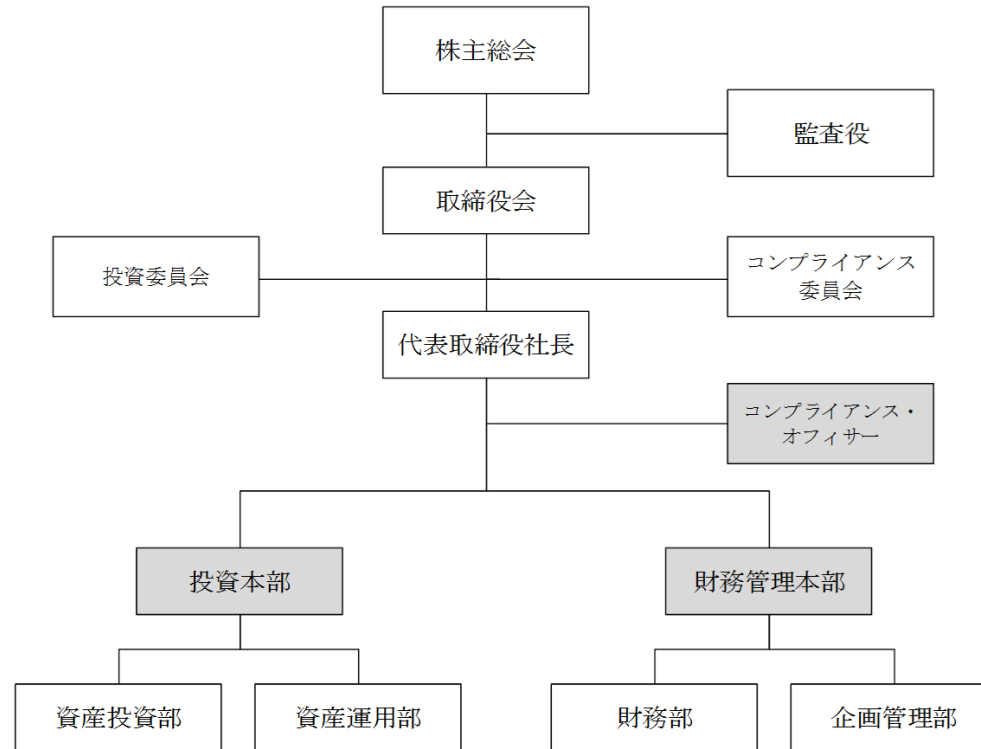 株主総会
監査役
取締役会
投資委員会
コンプライアンス
委員会
代表取締役社長
コンプライアンス・
オフィサー
投資本部
財務管理本部
資産投資部
資産運用部
財務部
企画管理部